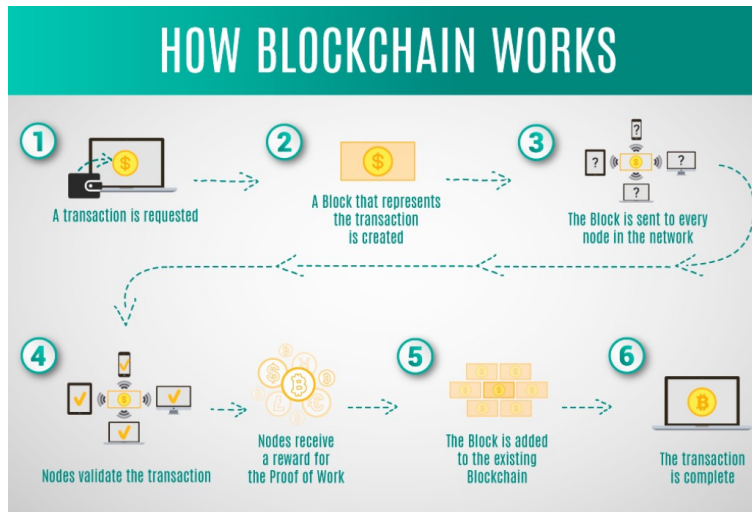 HOW BLOCKCHAIN WORKS
1
A transaction is requested
2
A Block that represents
the transaction
is created
3
The Block is sent to every
node in the network
4
Nodes validate the transaction
Nodes receive
a reward for
the Proof of Work
5
The Block is added
to the existing
Blockchain
6
The transaction
is complete